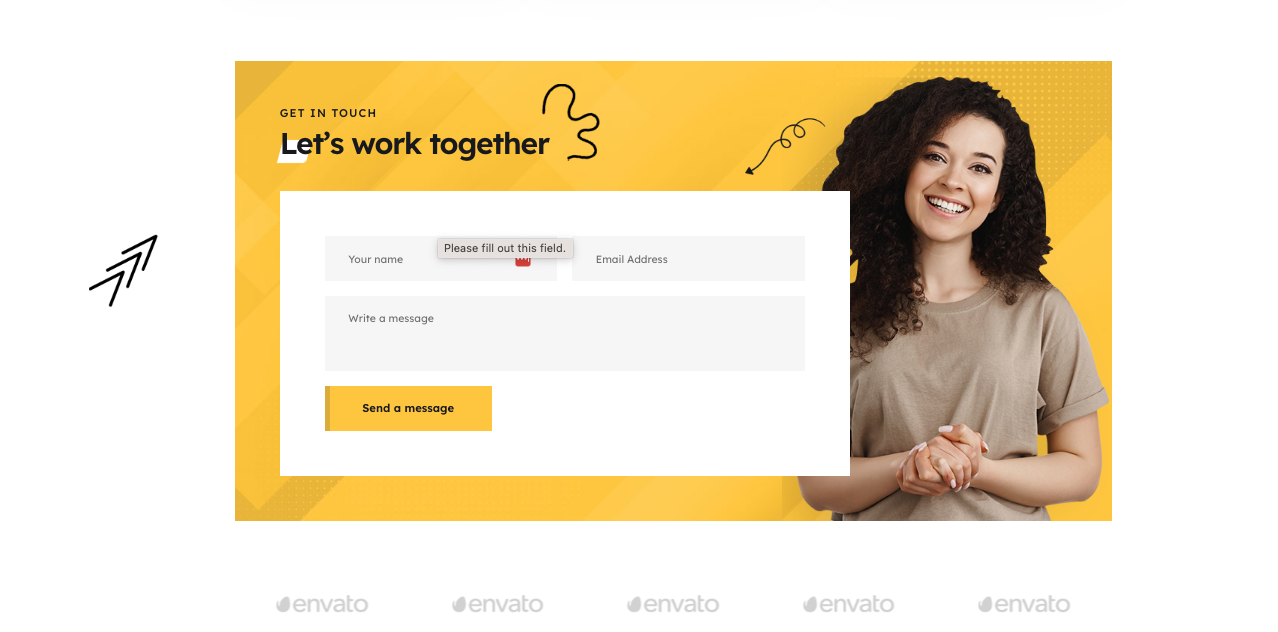 GET IN TOUCH
Let's work together
Please fill out this field.
Your name
Email Address
Write a message
Send a message
envato envato envato envato envato